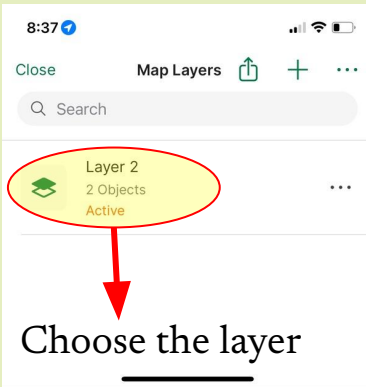 8:37
Close Map Layers
Search
Layer 2
2 Objects
Active
Choose the layer